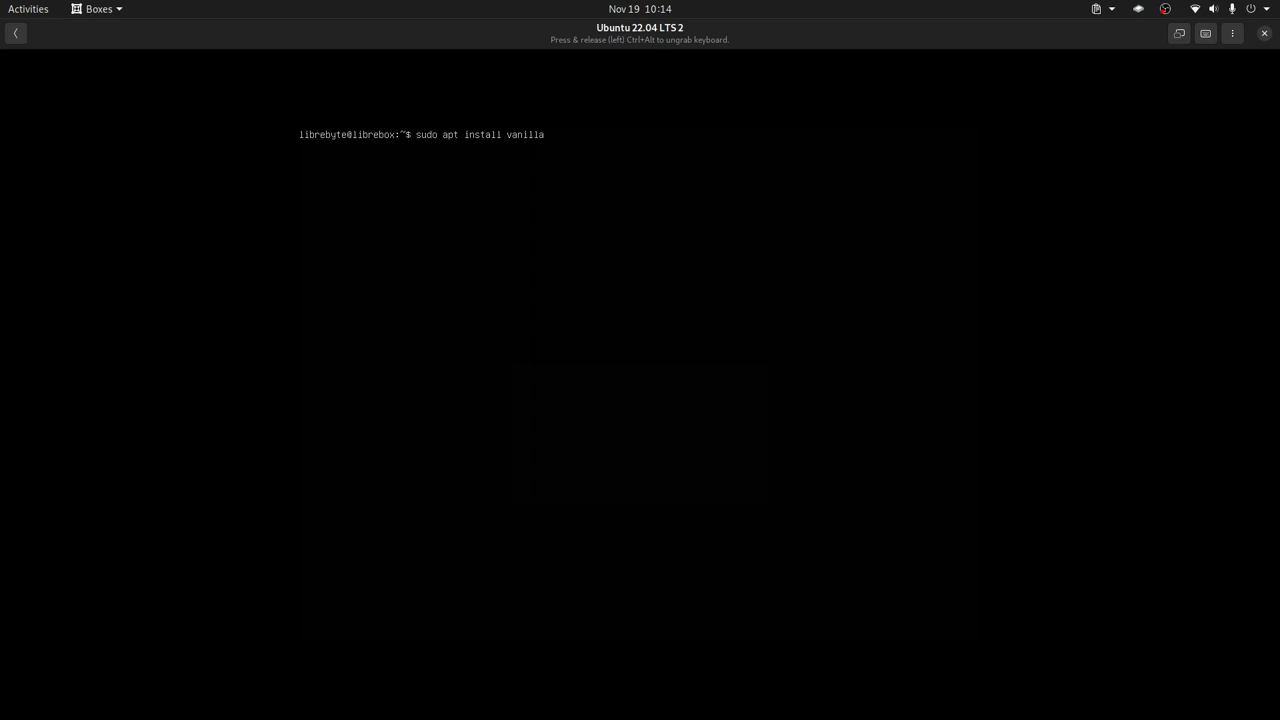 Activities Boxes Nov 19 10:14
Ubuntu 22.04 LTS 2
Press & release (left) Ctrl+Alt to ungrab keyboard.
librebyte@librebox:~$ sudo apt install vanilla